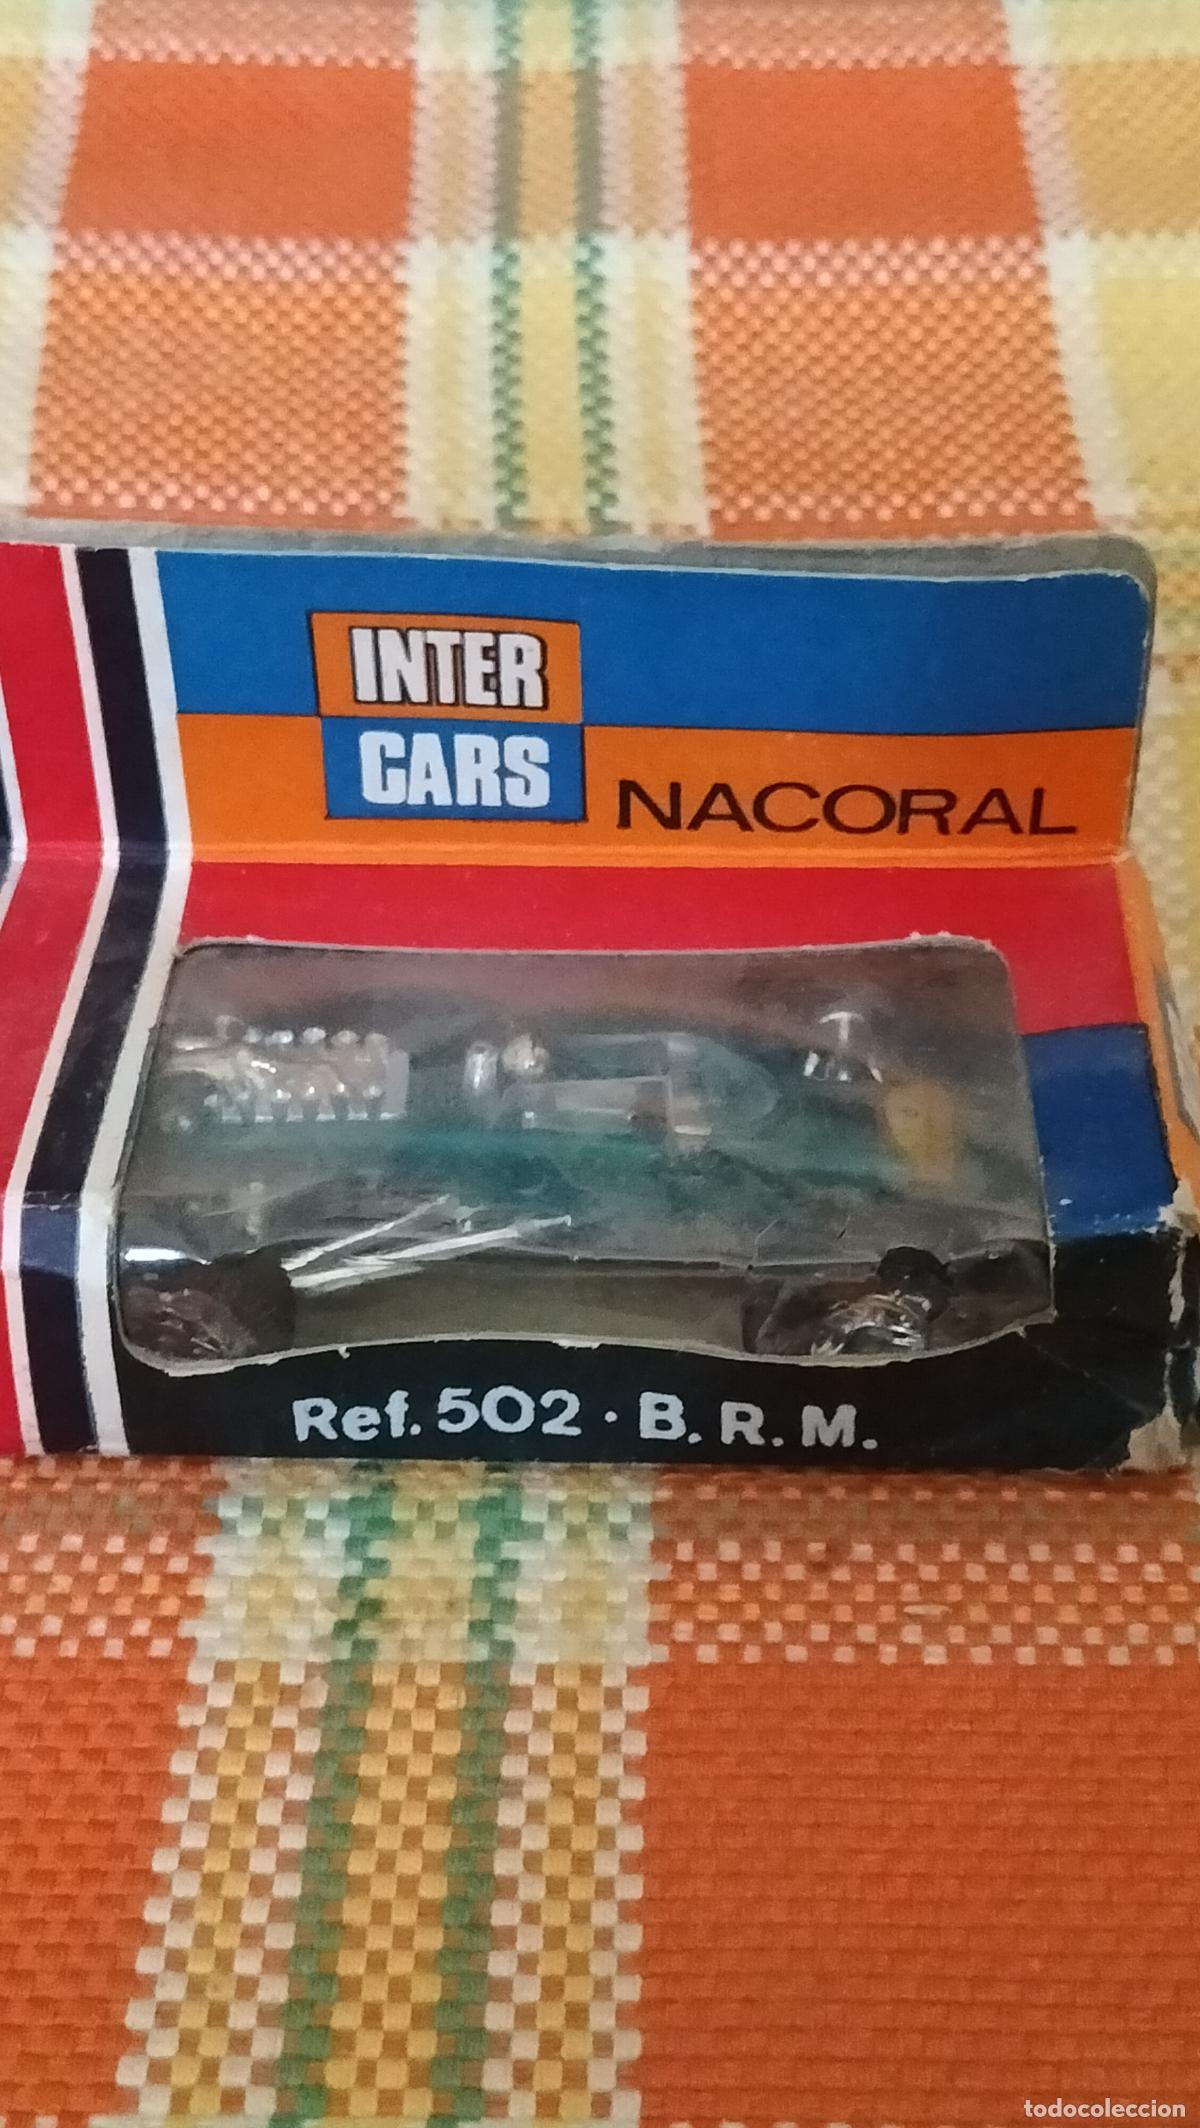 INTER
CARS
NACORAL
Ref. 502 · B. R. M.
todocoleccion